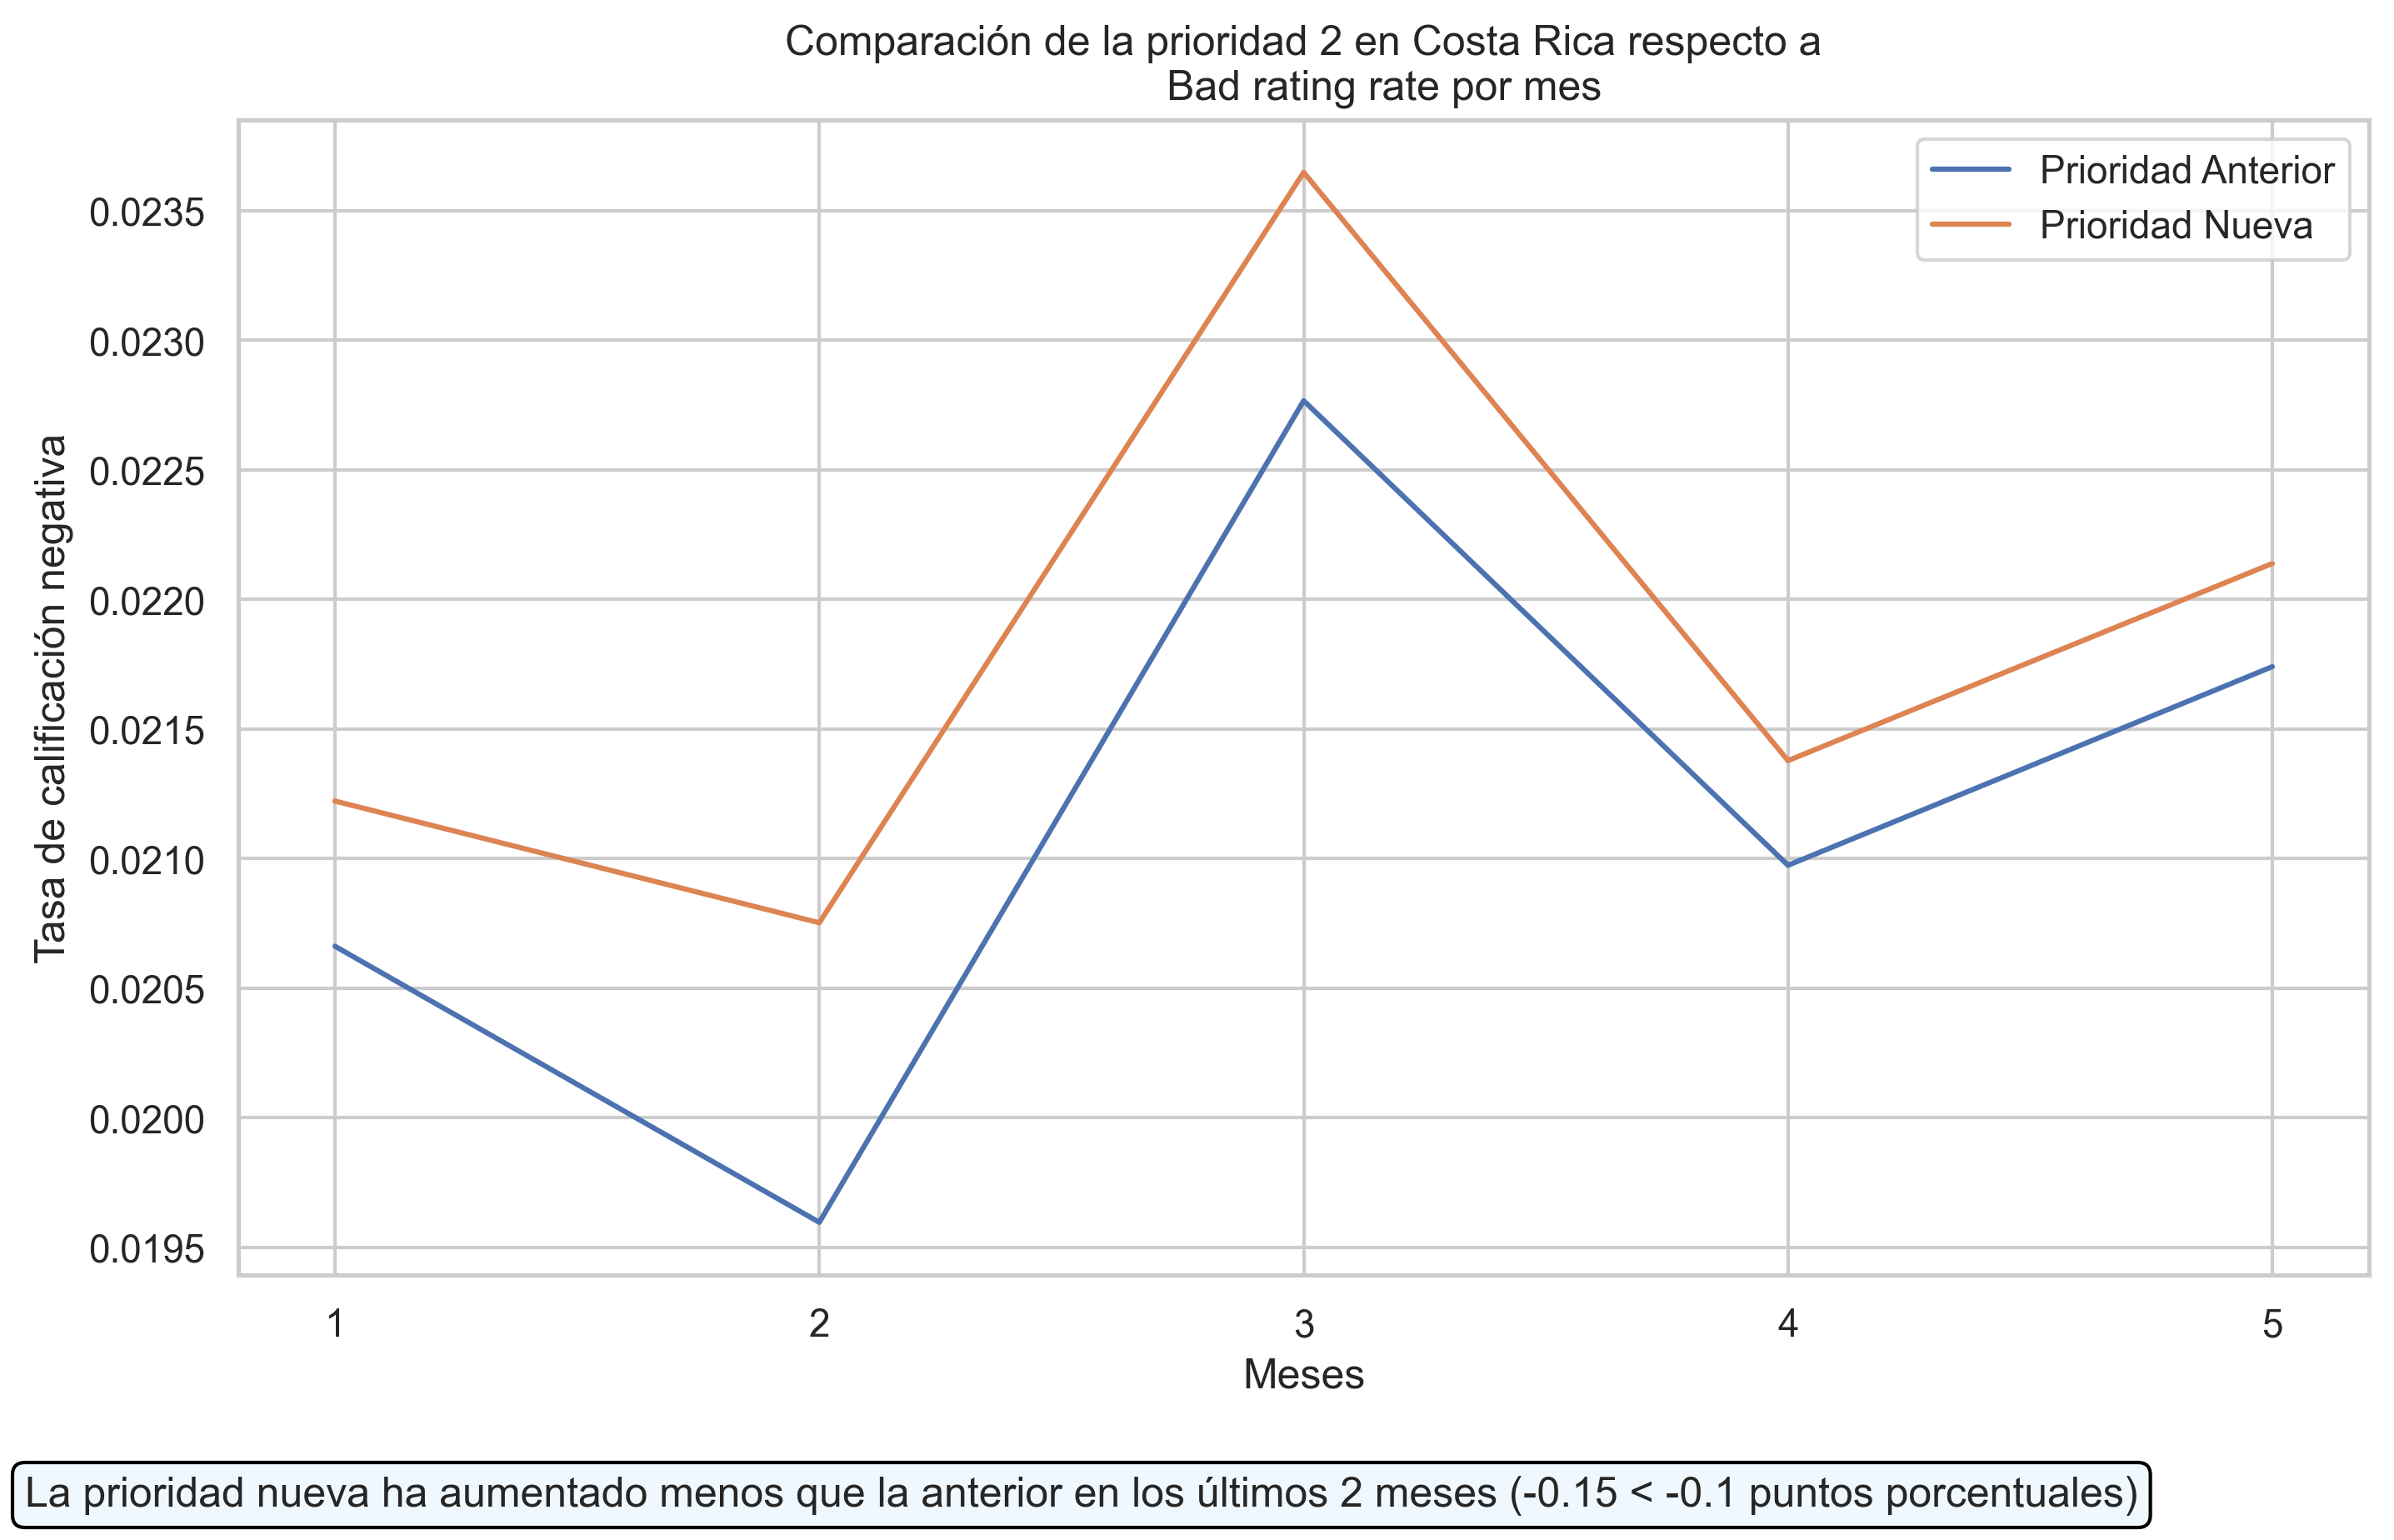 Comparación de la prioridad 2 en Costa Rica respecto a
Bad rating rate por mes
Prioridad Anterior
Prioridad Nueva
Tasa de calificación negativa
0.0235
0.0230
0.0225
0.0220
0.0215
0.0210
0.0205
0.0200
0.0195
1 2 3 4 5
Meses
La prioridad nueva ha aumentado menos que la anterior en los últimos 2 meses (-0.15 < -0.1 puntos porcentuales)